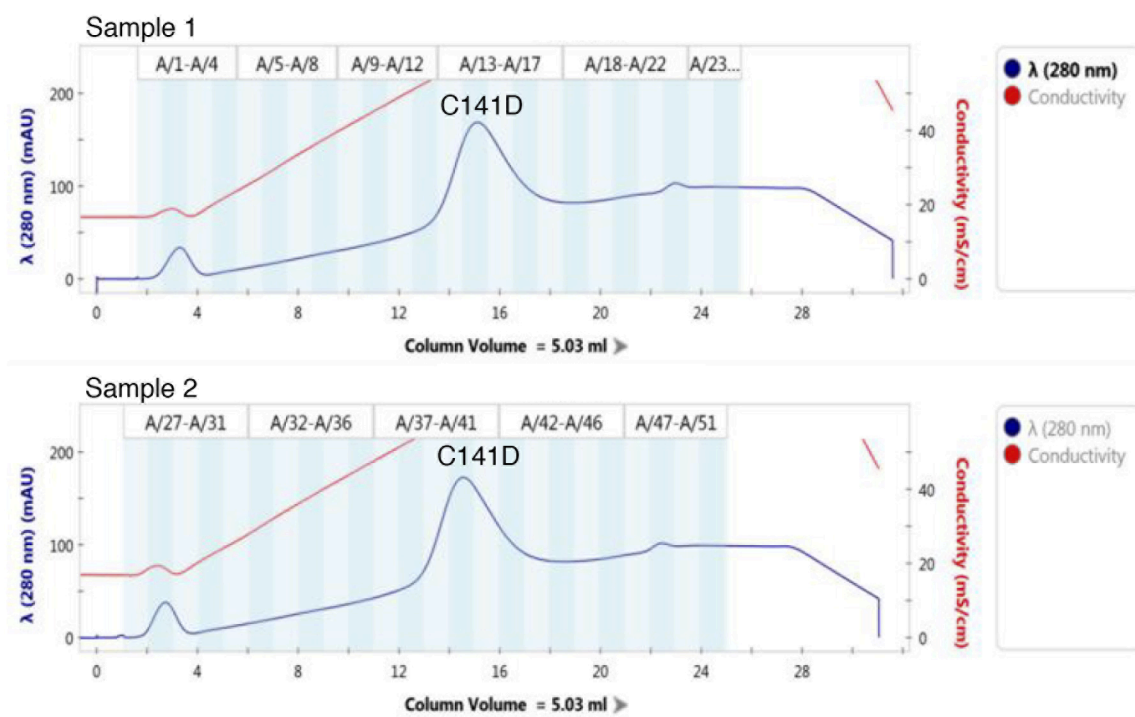 Sample 1
A/1-A/4 A/5-A/8 A/9-A/12 A/13-A/17 A/18-A/22 A/23...
λ (280 nm)
Conductivity
C141D
200
100
0
λ (280 nm) (mAU)
40
20
0
Conductivity (mS/cm)
0 4 8 12 16 20 24 28
Column Volume = 5.03 ml
Sample 2
A/27-A/31 A/32-A/36 A/37-A/41 A/42-A/46 A/47-A/51
λ (280 nm)
Conductivity
C141D
200
100
0
λ (280 nm) (mAU)
40
20
0
Conductivity (mS/cm)
0 4 8 12 16 20 24 28
Column Volume = 5.03 ml